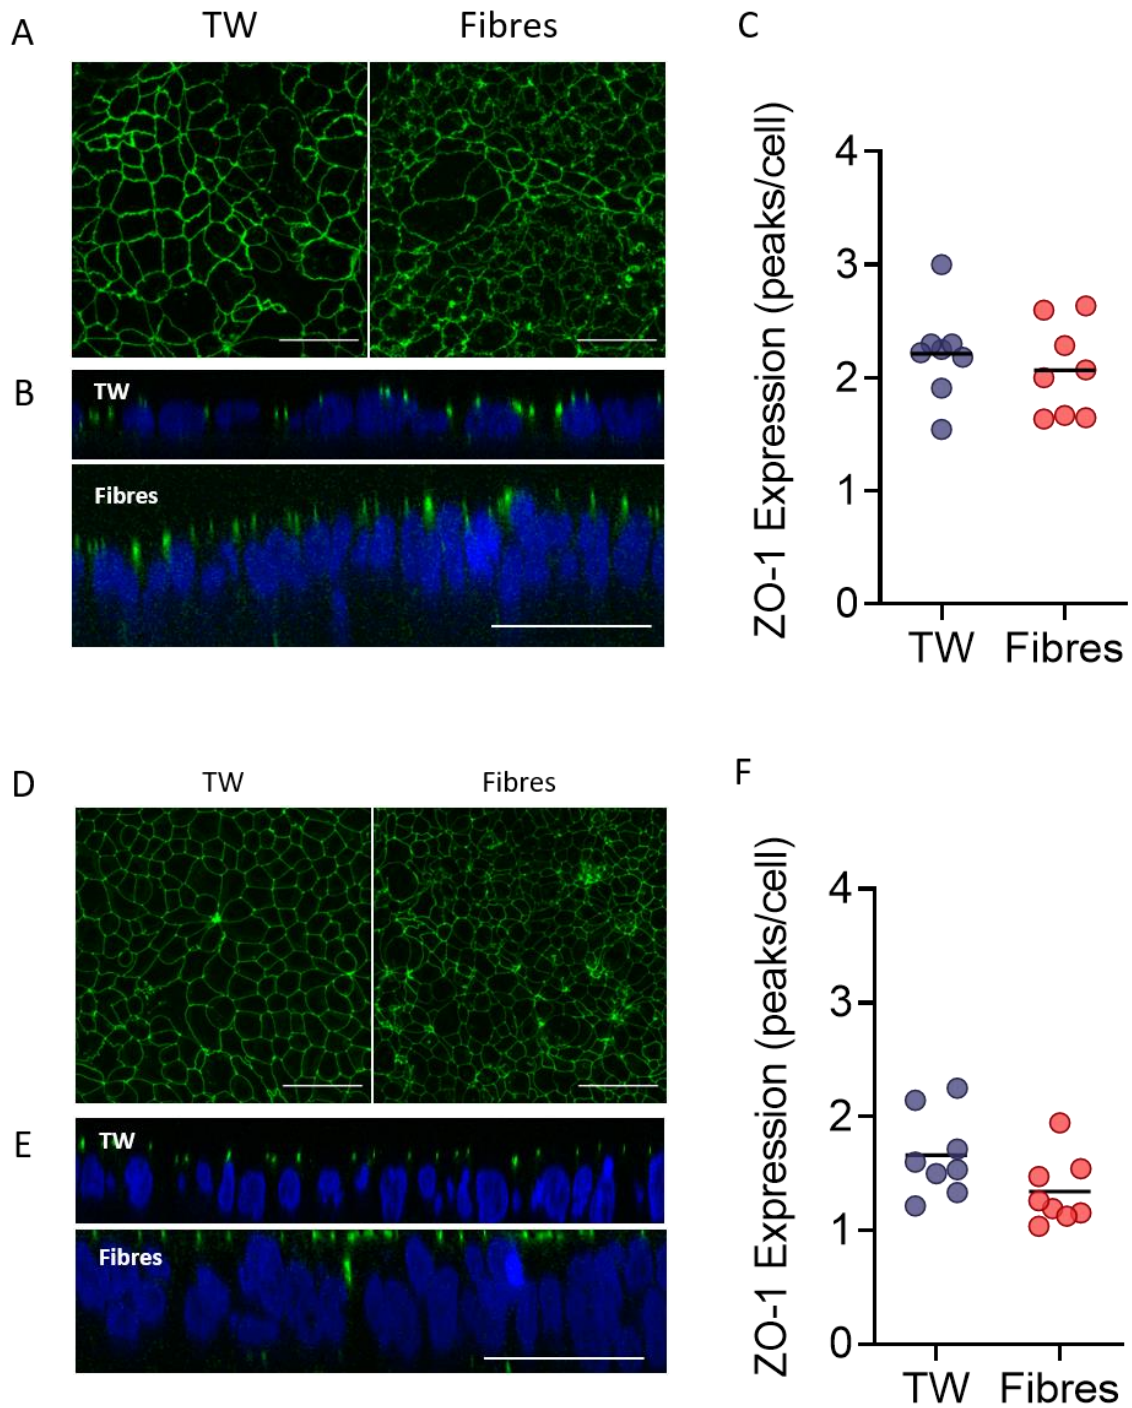 A
TW
Fibres
C
B
TW
Fibres
ZO-1 Expression (peaks/cell)
4
3
2
1
0
TW
Fibres
D
TW
Fibres
F
E
TW
Fibres
ZO-1 Expression (peaks/cell)
4
3
2
1
0
TW
Fibres